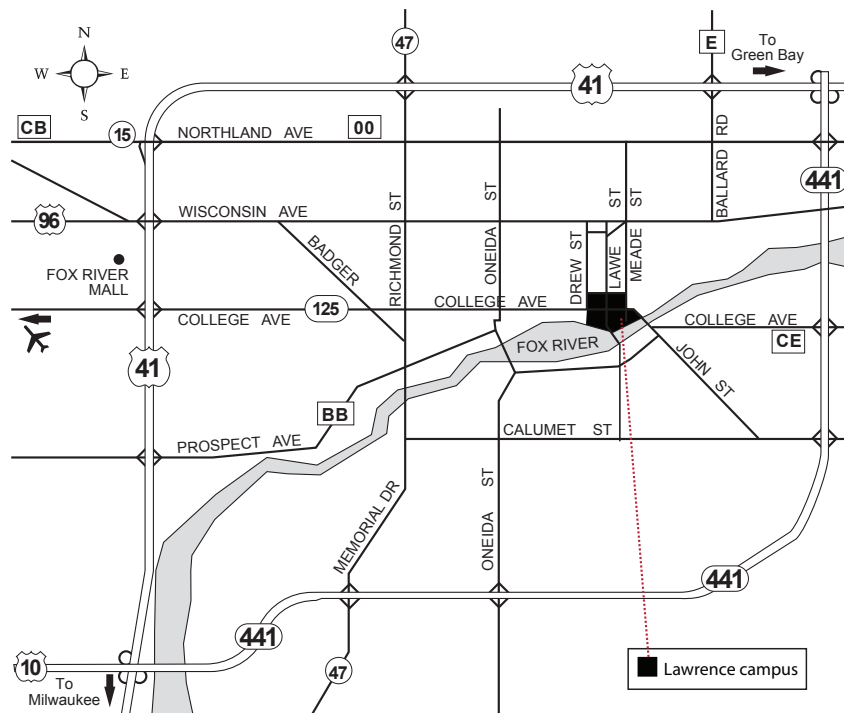 N
W E
S
47
E
To
Green Bay
41
CB
15
NORTHLAND AVE
00
BALLARD RD
441
96
WISCONSIN AVE
RICHMOND ST
ONEIDA ST
DREW ST
LAWE ST
MEADE ST
BADGER
FOX RIVER
MALL
125
COLLEGE AVE
COLLEGE AVE
COLLEGE AVE
CE
FOX RIVER
JOHN ST
41
BB
PROSPECT AVE
CALUMET ST
MEMORIAL DR
ONEIDA ST
441
441
10
To
Milwaukee
47
Lawrence campus